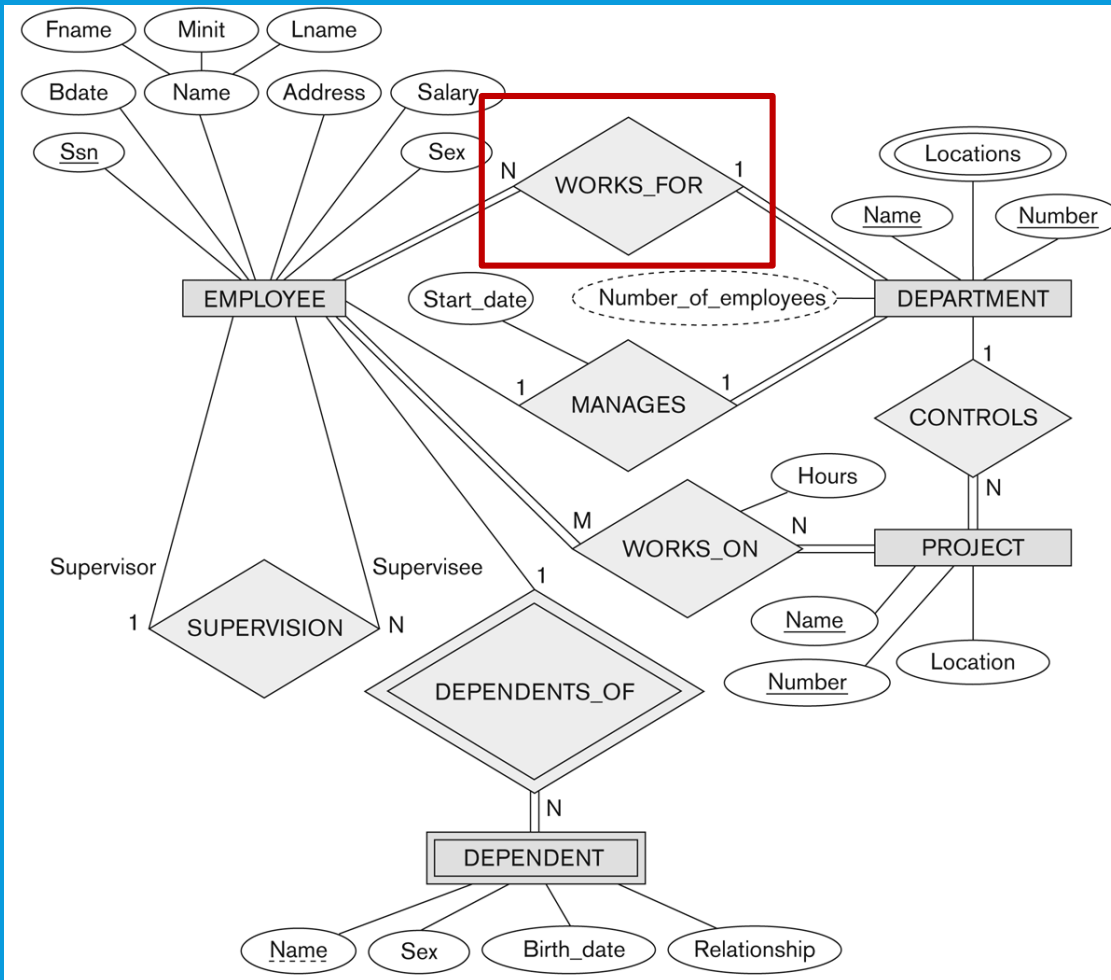 Fname Minit Lname
Bdate Name Address Salary
Ssn Sex
N WORKS_FOR 1
Locations
Name Number
EMPLOYEE Start_date Number_of_employees DEPARTMENT
1 MANAGES 1
1
CONTROLS
N
Hours
M WORKS_ON N
PROJECT
Supervisor Supervisee
1 SUPERVISION N
1
Name
Number Location
DEPENDENTS_OF
N
DEPENDENT
Name Sex Birth_date Relationship